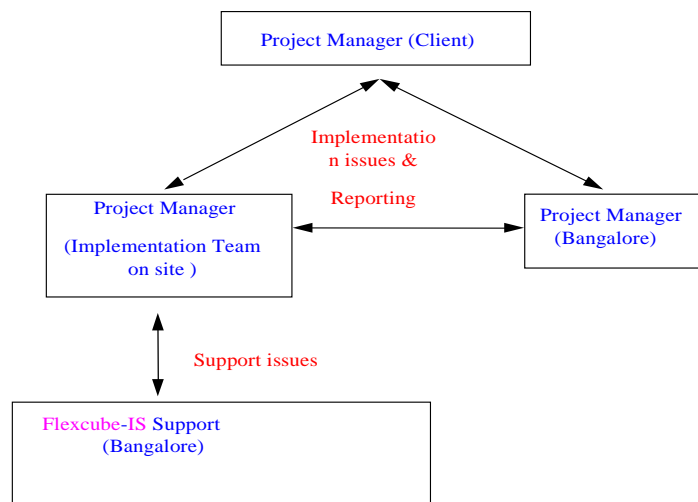 Project Manager (Client)
Implementatio
n issues &
Reporting
Project Manager
(Implementation Team
on site )
Project Manager
(Bangalore)
Support issues
Flexcube-IS Support
(Bangalore)